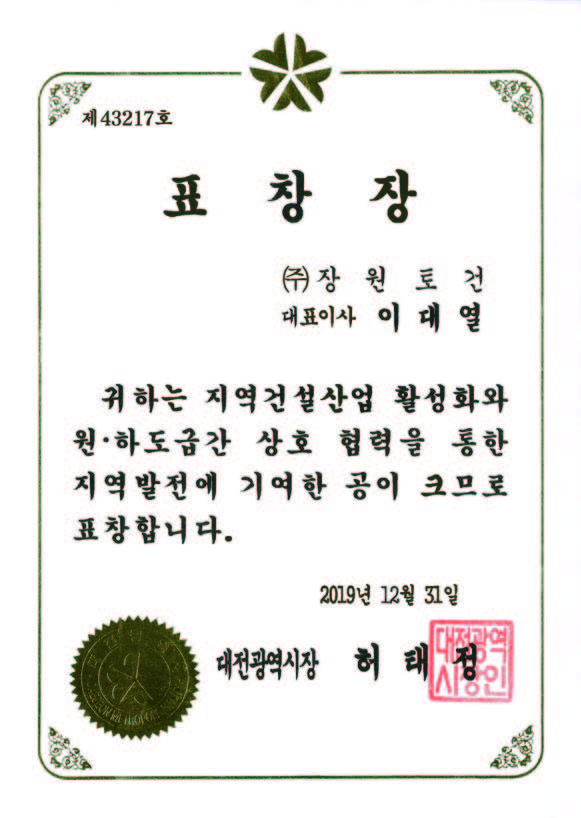 제43217호
표 창 장
㈜장 원 토 건
대표이사 이 대 열
귀하는 지역건설산업 활성화와
원·하도급간 상호 협력을 통한
지역발전에 기여한 공이 크므로
표창합니다.
2019년 12월 31일
대전광역시장 허 태 정
대전광역
시장인